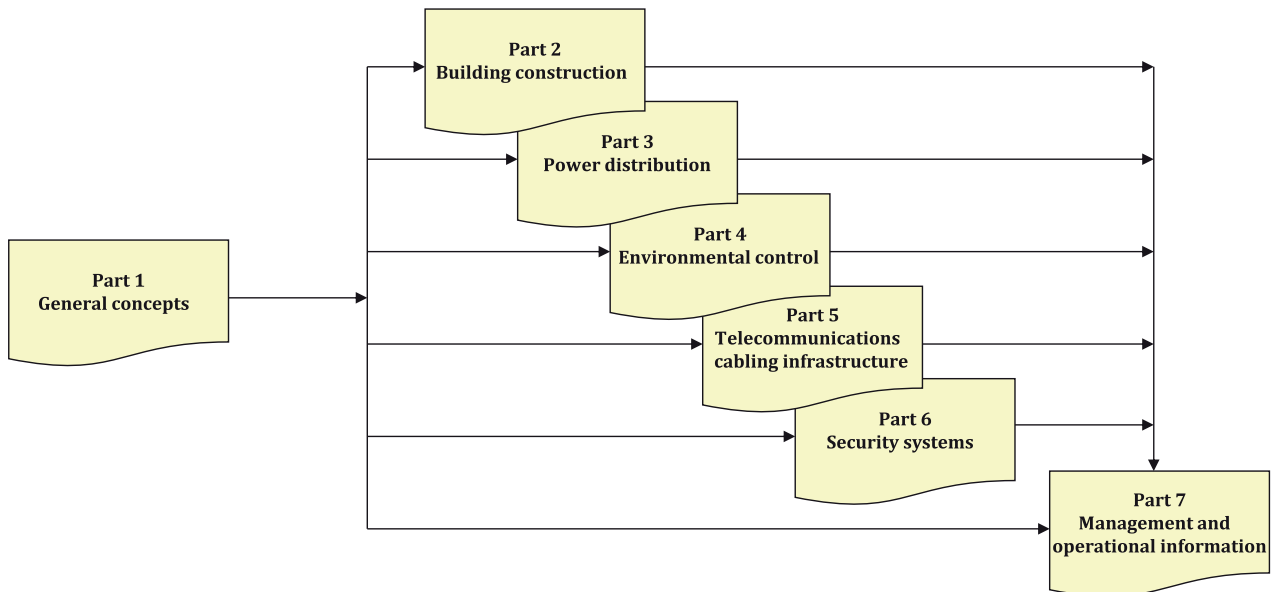 Part 2
Building construction
Part 3
Power distribution
Part 4
Environmental control
Part 1
General concepts
Part 5
Telecommunications
cabling infrastructure
Part 6
Security systems
Part 7
Management and
operational information